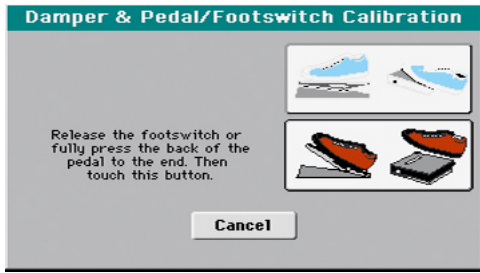 Damper & Pedal/Footswitch Calibration
Release the footswitch or
fully press the back of the
pedal to the end. Then
touch this button.
Cancel